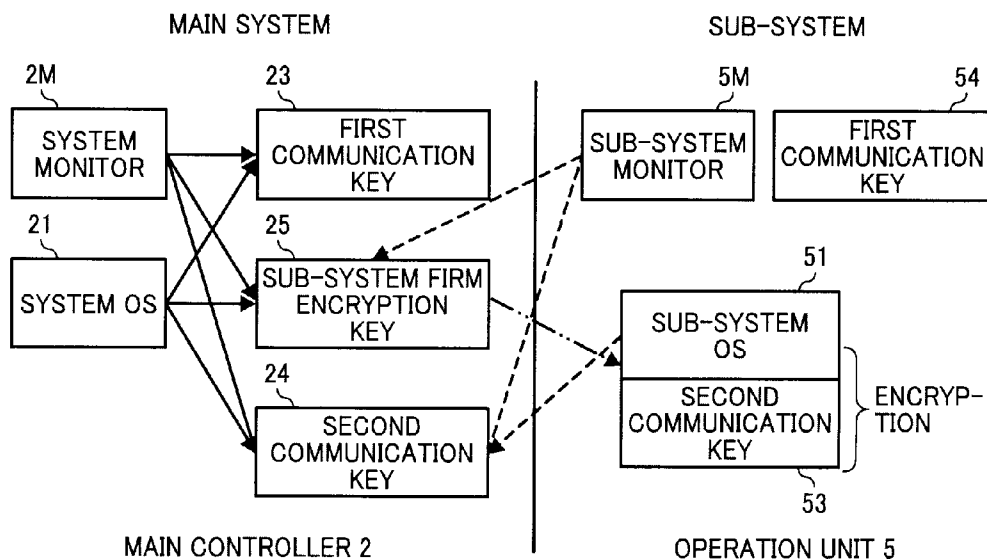 MAIN SYSTEM
SUB-SYSTEM
2M
23
5M
54
SYSTEM
MONITOR
FIRST
COMMUNICATION
KEY
SUB-SYSTEM
MONITOR
FIRST
COMMUNICATION
KEY
21
25
51
SYSTEM OS
SUB-SYSTEM FIRM
ENCRYPTION
KEY
SUB-SYSTEM
OS
24
SECOND
COMMUNICATION
KEY
SECOND
COMMUNICATION
KEY
ENCRYP-
TION
53
MAIN CONTROLLER 2
OPERATION UNIT 5